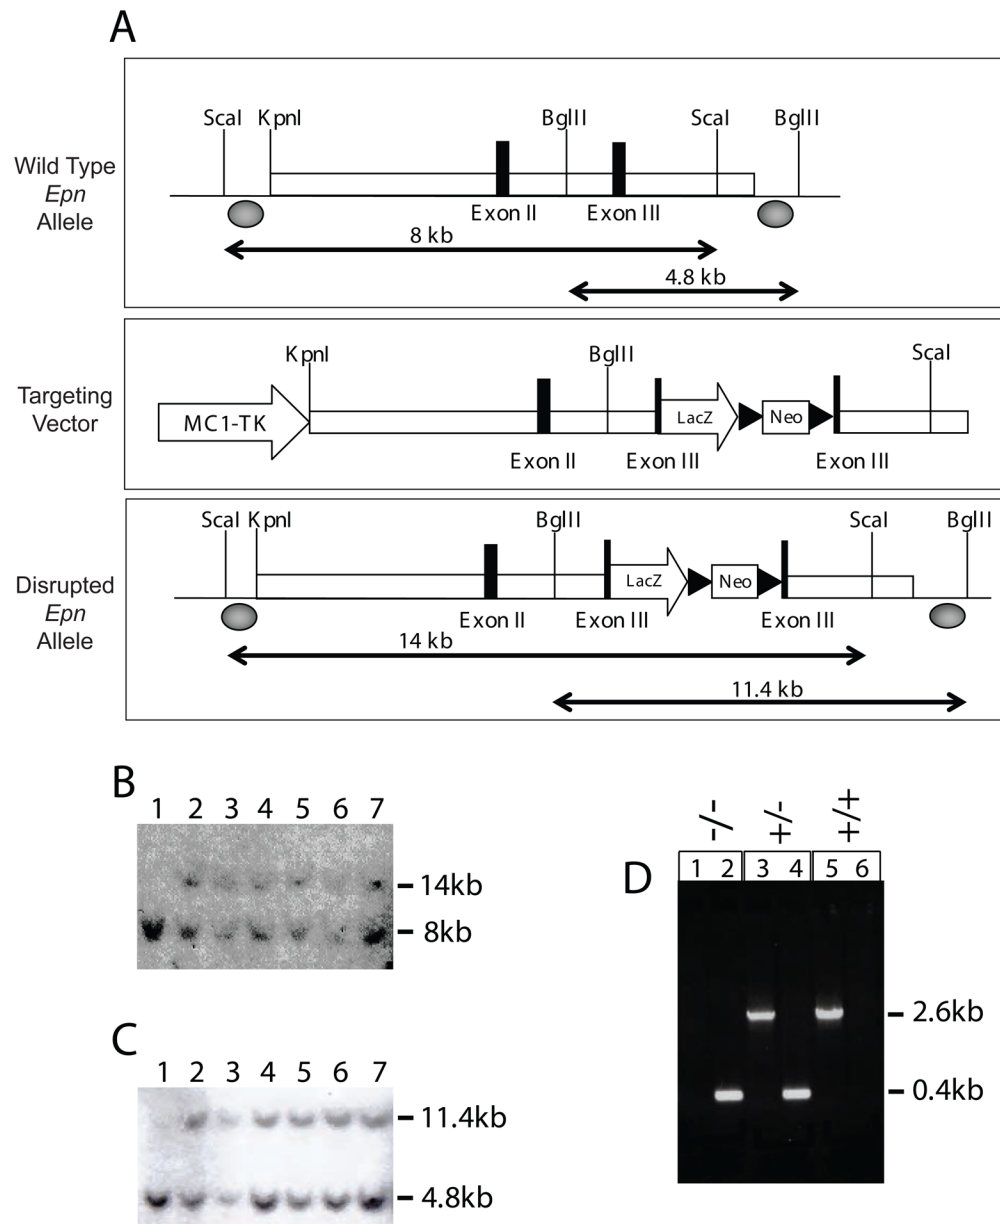 A
ScaI KpnI BglII ScaI BglII
Wild Type
Epn
Allele
Exon II Exon III
8 kb
4.8 kb
KpnI BglII ScaI
Targeting
Vector
MC1-TK LacZ Neo
Exon II Exon III Exon III
ScaI KpnI BglII ScaI BglII
Disrupted
Epn
Allele
LacZ Neo
Exon II Exon III Exon III
14 kb
11.4 kb
B
1 2 3 4 5 6 7
14kb
8kb
C
1 2 3 4 5 6 7
11.4kb
4.8kb
D
-/- +/- +/+
1 2 3 4 5 6
2.6kb
0.4kb